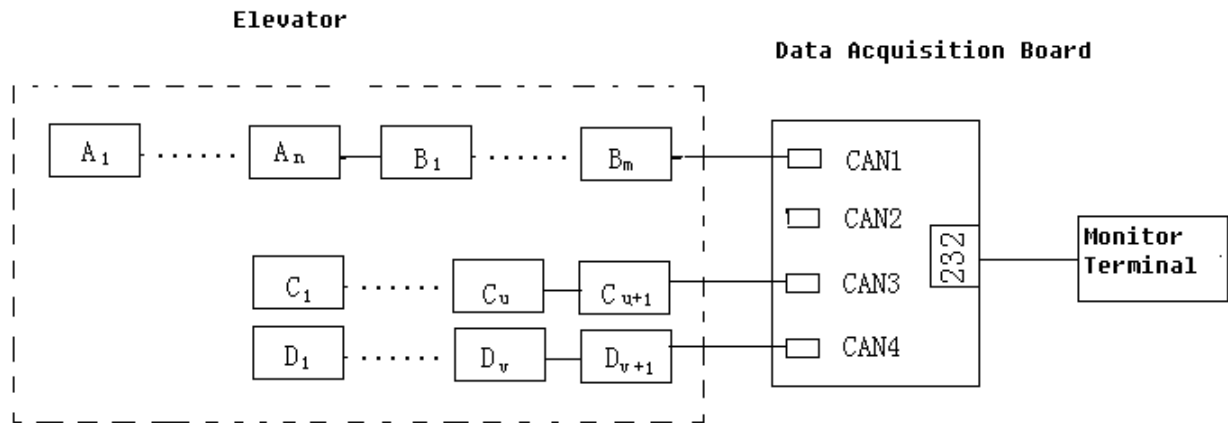 Elevator
Data Acquisition Board
A₁ ...... Aₙ B₁ ...... Bₘ CAN1
CAN2
232
Monitor
Terminal
C₁ ...... Cᵤ Cᵤ₊₁ CAN3
D₁ ...... Dᵥ Dᵥ₊₁ CAN4